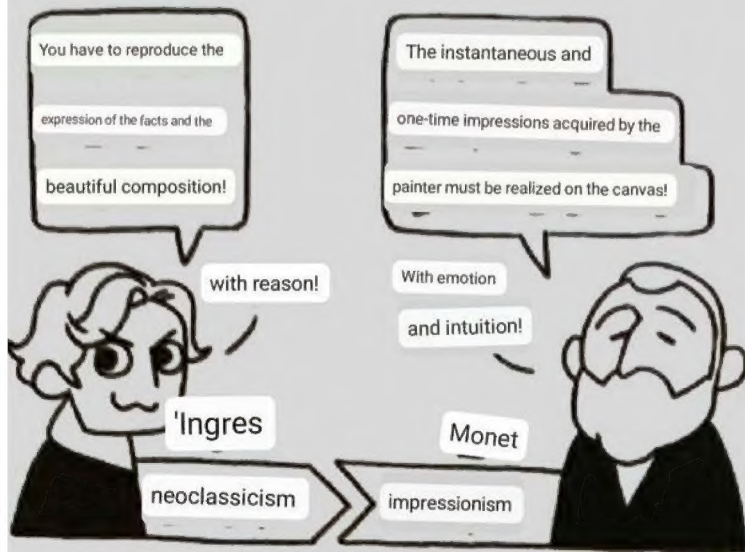 You have to reproduce the
expression of the facts and the
beautiful composition!
with reason!
The instantaneous and
one-time impressions acquired by the
painter must be realized on the canvas!
With emotion
and intuition!
'Ingres
neoclassicism
Monet
impressionism